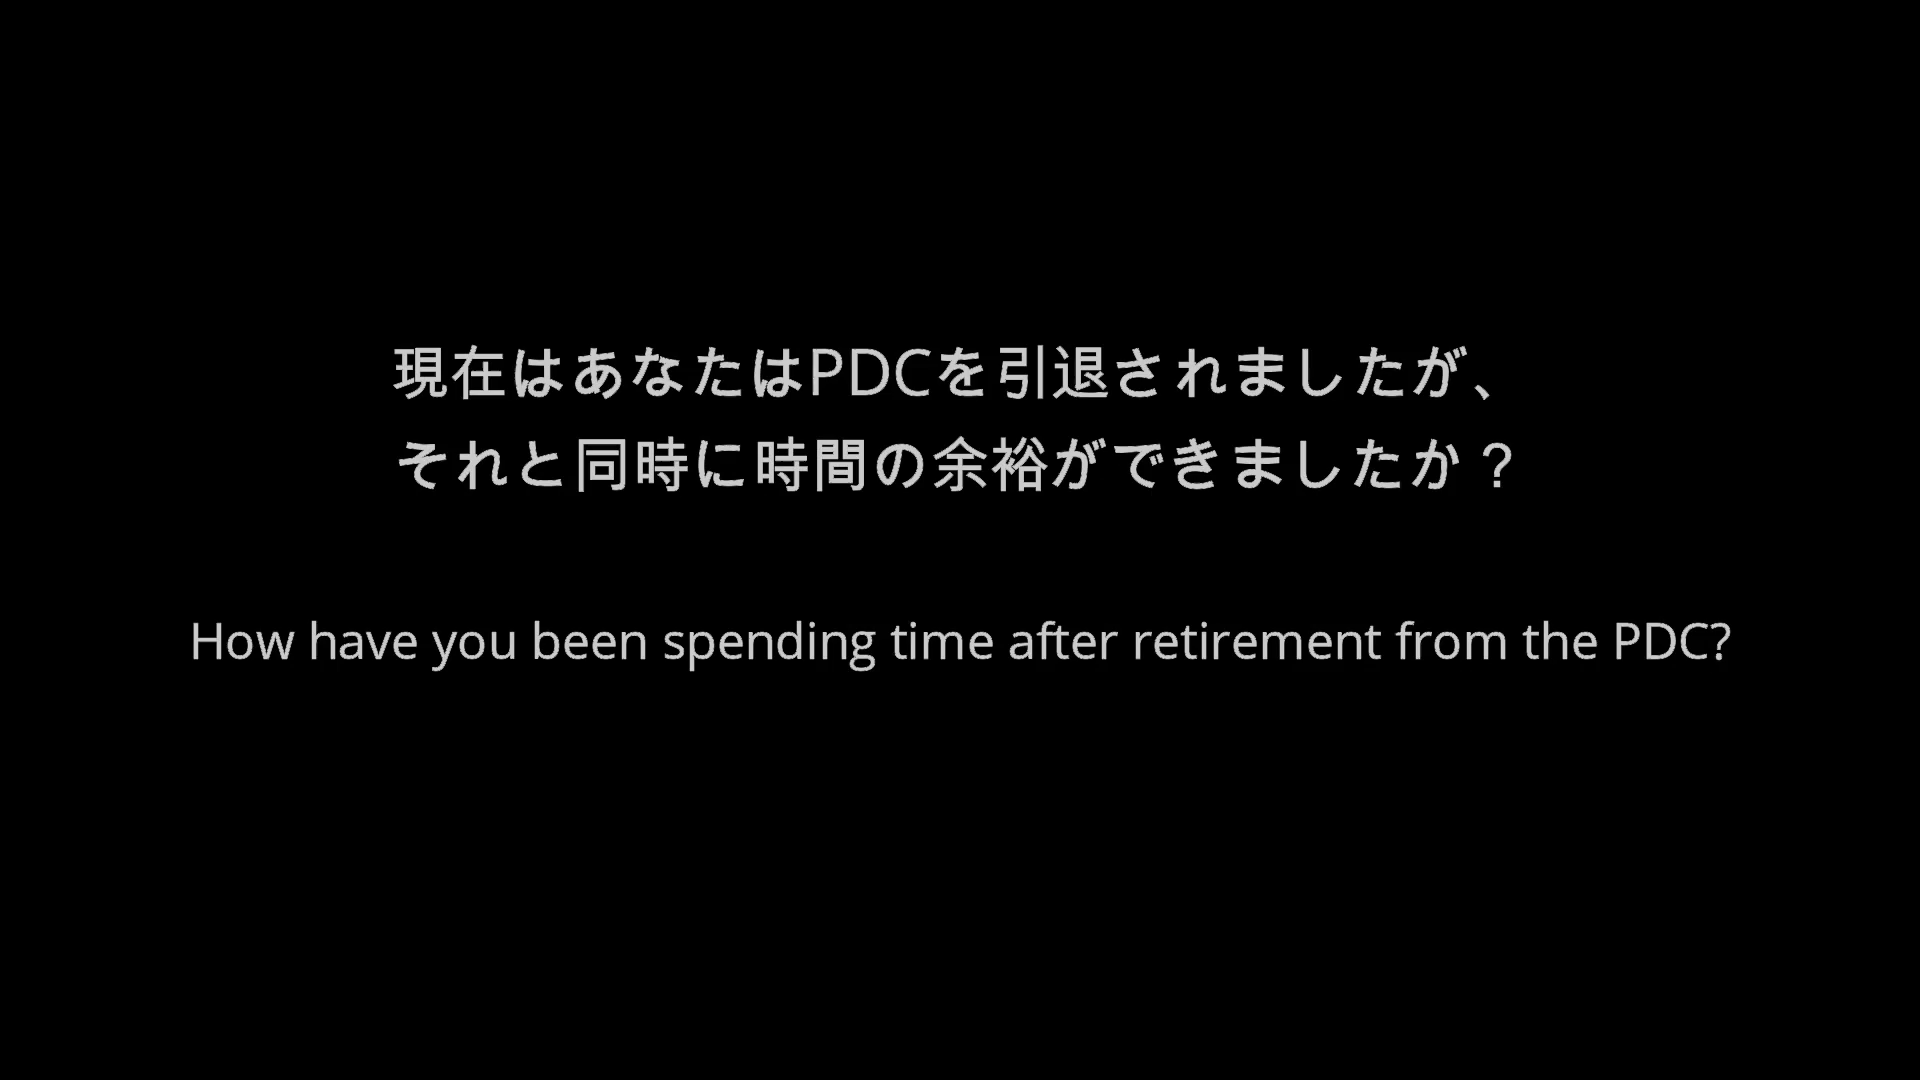 現在はあなたはPDCを引退されましたが、
それと同時に時間の余裕ができましたか？
How have you been spending time after retirement from the PDC?